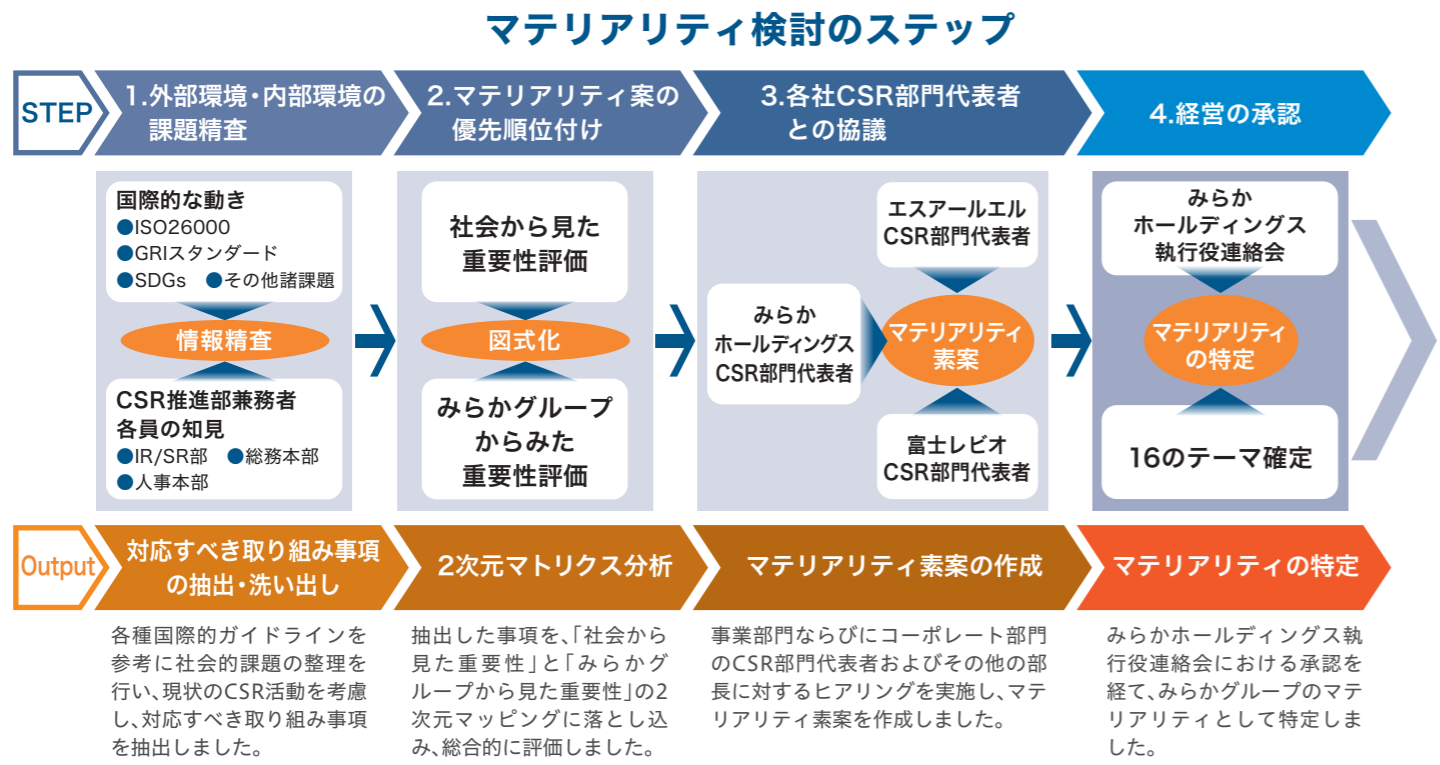 マテリアリティ検討のステップ
STEP
1.外部環境・内部環境の
課題精査
2.マテリアリティ案の
優先順位付け
3.各社CSR部門代表者
との協議
4.経営の承認
国際的な動き
●ISO26000
●GRIスタンダード
●SDGs ●その他諸課題
情報精査
CSR推進部兼務者
各員の知見
●IR/SR部 ●総務本部
●人事本部
社会から見た
重要性評価
図式化
みらかグループ
からみた
重要性評価
エスアールエル
CSR部門代表者
みらか
ホールディングス
CSR部門代表者
マテリアリティ
素案
富士レビオ
CSR部門代表者
みらか
ホールディングス
執行役連絡会
マテリアリティ
の特定
16のテーマ確定
Output
対応すべき取り組み事項
の抽出・洗い出し
2次元マトリクス分析
マテリアリティ素案の作成
マテリアリティの特定
各種国際的ガイドラインを
参考に社会的課題の整理を
行い、現状のCSR活動を考慮
し、対応すべき取り組み事項
を抽出しました。
抽出した事項を、「社会から
見た重要性」と「みらかグ
ループから見た重要性」の2
次元マッピングに落とし込
み、総合的に評価しました。
事業部門ならびにコーポレート部門
のCSR部門代表者およびその他の部
長に対するヒアリングを実施し、マテ
リアリティ素案を作成しました。
みらかホールディングス執
行役連絡会における承認を
経て、みらかグループのマテ
リアリティとして特定しま
した。